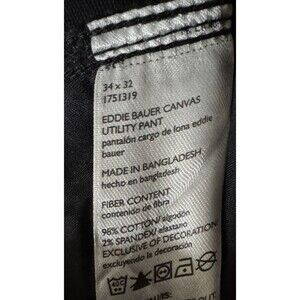 34 x 32
1751319
EDDIE BAUER CANVAS
UTILITY PANT
pantalón cargo de lona eddie
bauer
MADE IN BANGLADESH
hecho en bangladesh
FIBER CONTENT
contenido de fibra
98% COTTON/ algodón
2% SPANDEX/ elastano
EXCLUSIVE OF DECORATION
excluyendo la decoración